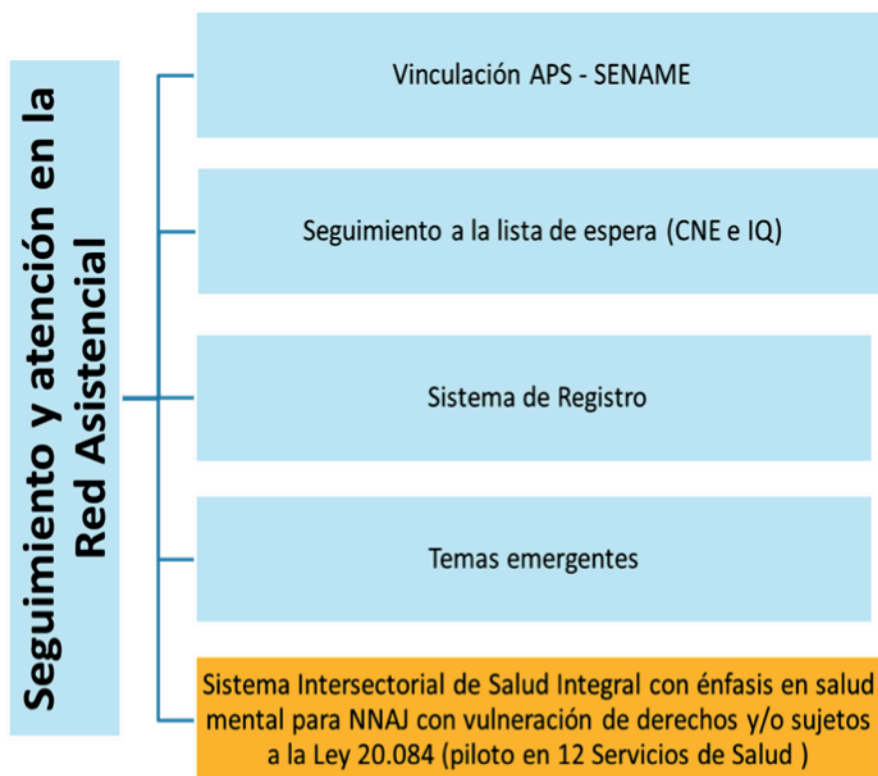 Seguimiento y atención en la
Red Asistencial
Vinculación APS - SENAME
Seguimiento a la lista de espera (CNE e IQ)
Sistema de Registro
Temas emergentes
Sistema Intersectorial de Salud Integral con énfasis en salud
mental para NNAJ con vulneración de derechos y/o sujetos
a la Ley 20.084 (piloto en 12 Servicios de Salud )